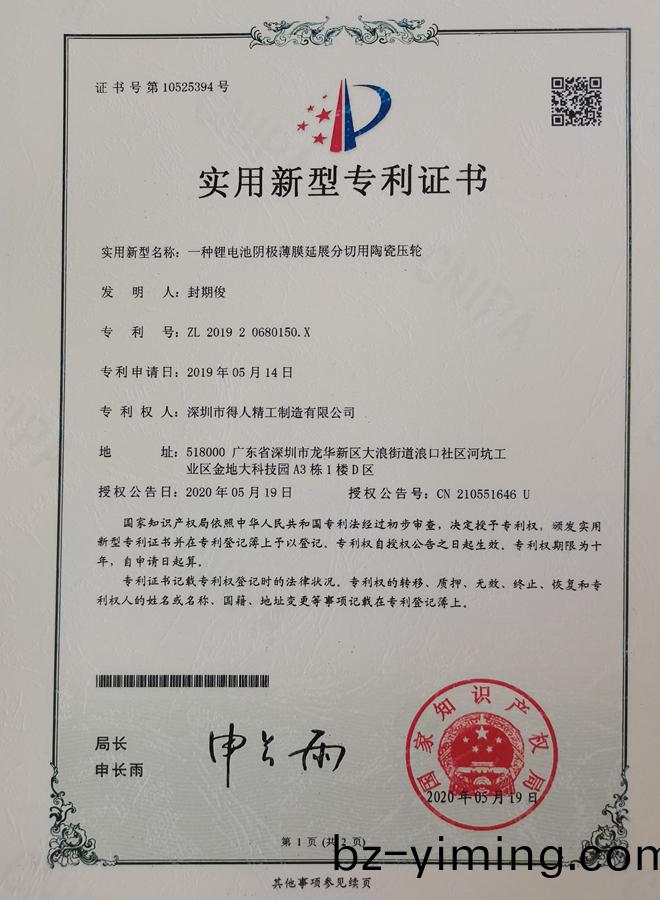 证书号第10525394号
实用新型专利证书
实用新型名称：一种锂电池阴极薄膜延展分切用陶瓷压轮
发明人：封期俊
专利号：ZL 2019 2 0680150.X
专利申请日：2019年05月14日
专利权人：深圳市得人精工制造有限公司
地址：518000 广东省深圳市龙华新区大浪街道浪口社区河坑工
业区金地大科技园A3栋1楼D区
授权公告日：2020年05月19日 授权公告号：CN 210551646 U
国家知识产权局依照中华人民共和国专利法经过初步审查，决定授予专利权，颁发实用
新型专利证书并在专利登记簿上予以登记。专利权自授权公告之日起生效。专利权期限为十
年，自申请日起算。
专利证书记载专利权登记时的法律状况。专利权的转移、质押、无效、终止、恢复和专
利权人的姓名或名称、国籍、地址变更等事项记载在专利登记簿上。
局长
申长雨
申长雨
国家知识产权局
2020年05月19日
第 1 页 (共 2 页)
bz-yiming.com
其他事项参见续页
CNIPA